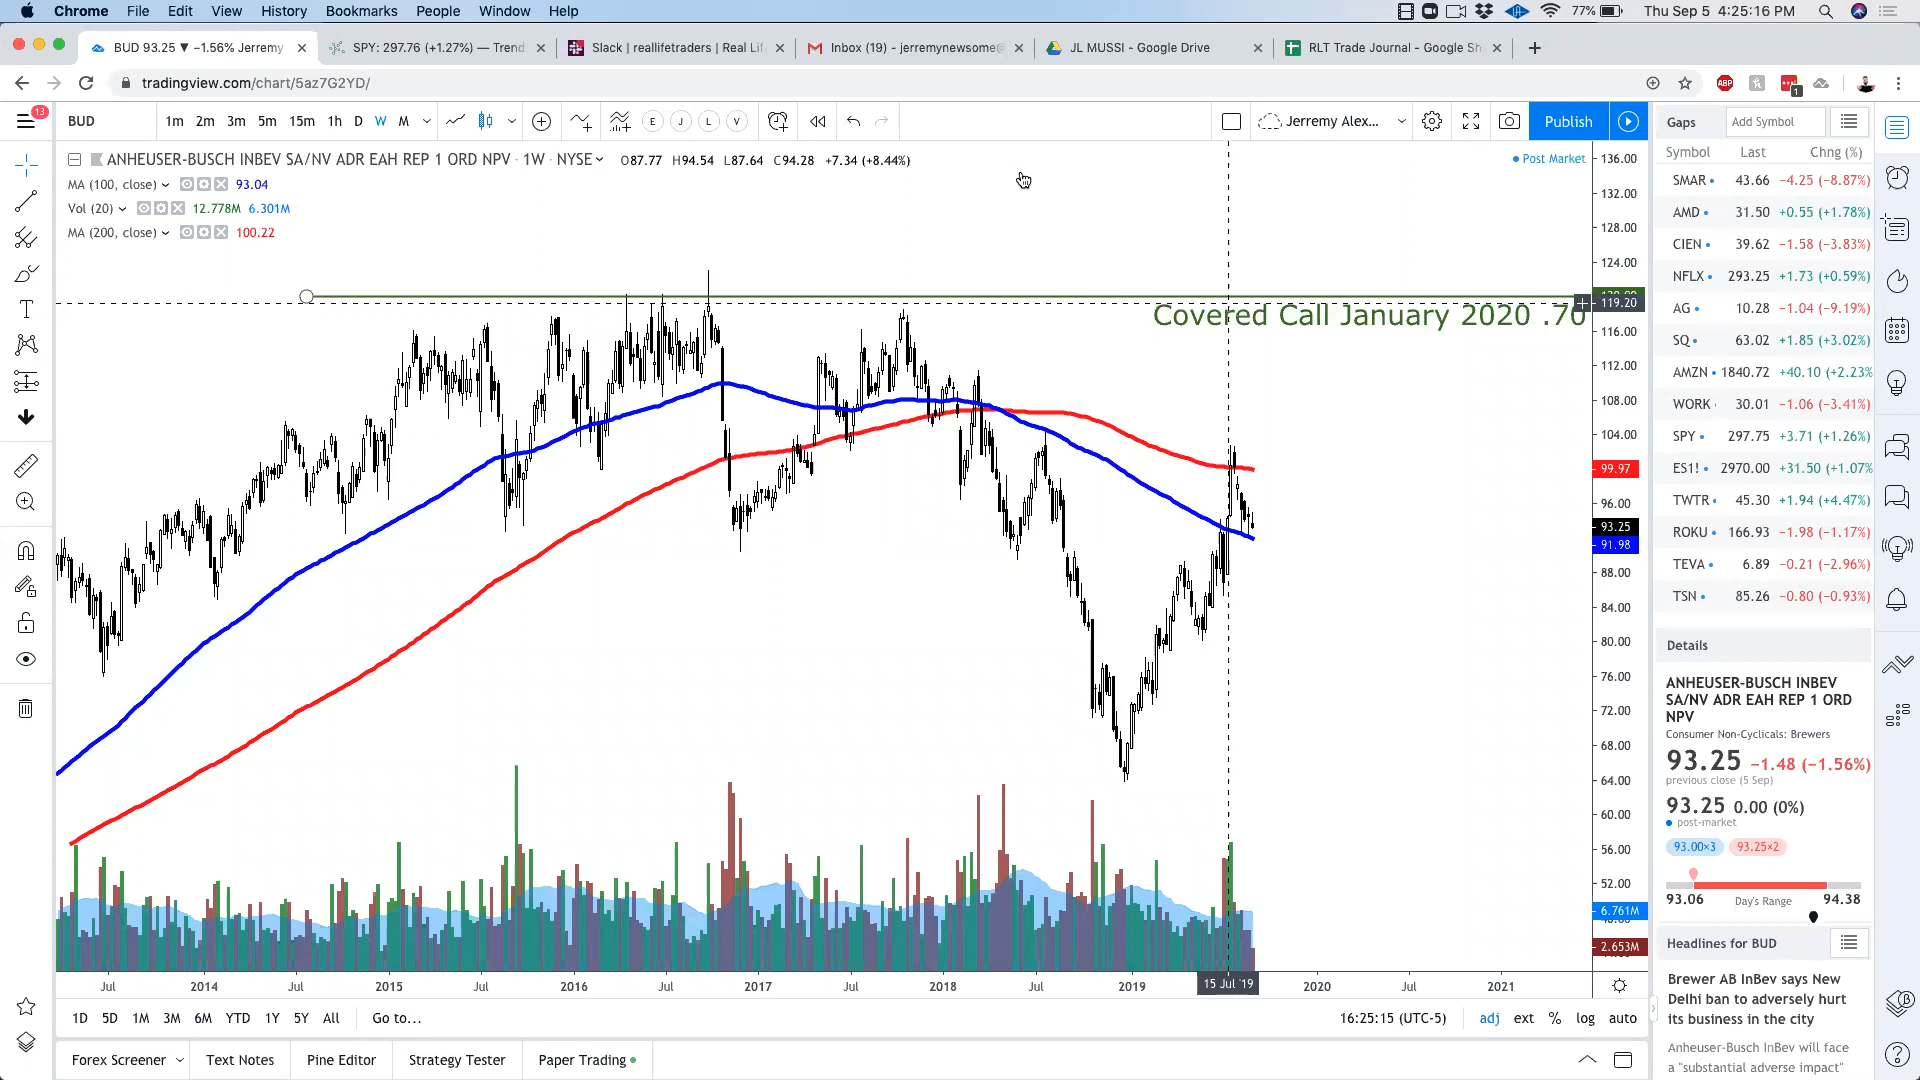 Chrome File Edit View History Bookmarks People Window Help 77% Thu Sep 5 4:25:16 PM
BUD 93.25 ▼ −1.56% Jerremy
SPY: 297.76 (+1.27%) — Trend
Slack | reallifetraders | Real Lif
Inbox (19) - jerremynewsome@
JL MUSSI - Google Drive
RLT Trade Journal - Google Sh
tradingview.com/chart/5az7G2YD/
ABP
1
13
BUD 1m 2m 3m 5m 15m 1h D W M E J L V Jerremy Alex... Publish
ANHEUSER-BUSCH INBEV SA/NV ADR EAH REP 1 ORD NPV · 1W · NYSE O87.77 H94.54 L87.64 C94.28 +7.34 (+8.44%)
Post Market
MA (100, close) 93.04
Vol (20) 12.778M 6.301M
MA (200, close) 100.22
Covered Call January 2020 .70
136.00
132.00
128.00
124.00
119.20
116.00
112.00
108.00
104.00
99.97
96.00
93.25
91.98
88.00
84.00
80.00
76.00
72.00
68.00
64.00
60.00
56.00
52.00
6.761M
2.653M
Jul 2014 Jul 2015 Jul 2016 Jul 2017 Jul 2018 Jul 2019 15 Jul '19 2020 Jul 2021
1D 5D 1M 3M 6M YTD 1Y 5Y All Go to... 16:25:15 (UTC-5) adj ext % log auto
Forex Screener Text Notes Pine Editor Strategy Tester Paper Trading
Gaps Add Symbol
Symbol Last Chng (%)
SMAR 43.66 −4.25 (−8.87%)
AMD 31.50 +0.55 (+1.78%)
CIEN 39.62 −1.58 (−3.83%)
NFLX 293.25 +1.73 (+0.59%)
AG 10.28 −1.04 (−9.19%)
SQ 63.02 +1.85 (+3.02%)
AMZN 1840.72 +40.10 (+2.23%
WORK 30.01 −1.06 (−3.41%)
SPY 297.75 +3.71 (+1.26%)
ES1! 2970.00 +31.50 (+1.07%
TWTR 45.30 +1.94 (+4.47%)
ROKU 166.93 −1.98 (−1.17%)
TEVA 6.89 −0.21 (−2.96%)
TSN 85.26 −0.80 (−0.93%)
Details
ANHEUSER-BUSCH INBEV
SA/NV ADR EAH REP 1 ORD
NPV
Consumer Non-Cyclicals: Brewers
93.25 −1.48 (−1.56%)
previous close (5 Sep)
93.25 0.00 (0%)
post-market
93.00×3 93.25×2
93.06 Day's Range 94.38
Headlines for BUD
Brewer AB InBev says New
Delhi ban to adversely hurt
its business in the city
Anheuser-Busch InBev will face
a "substantial adverse impact"